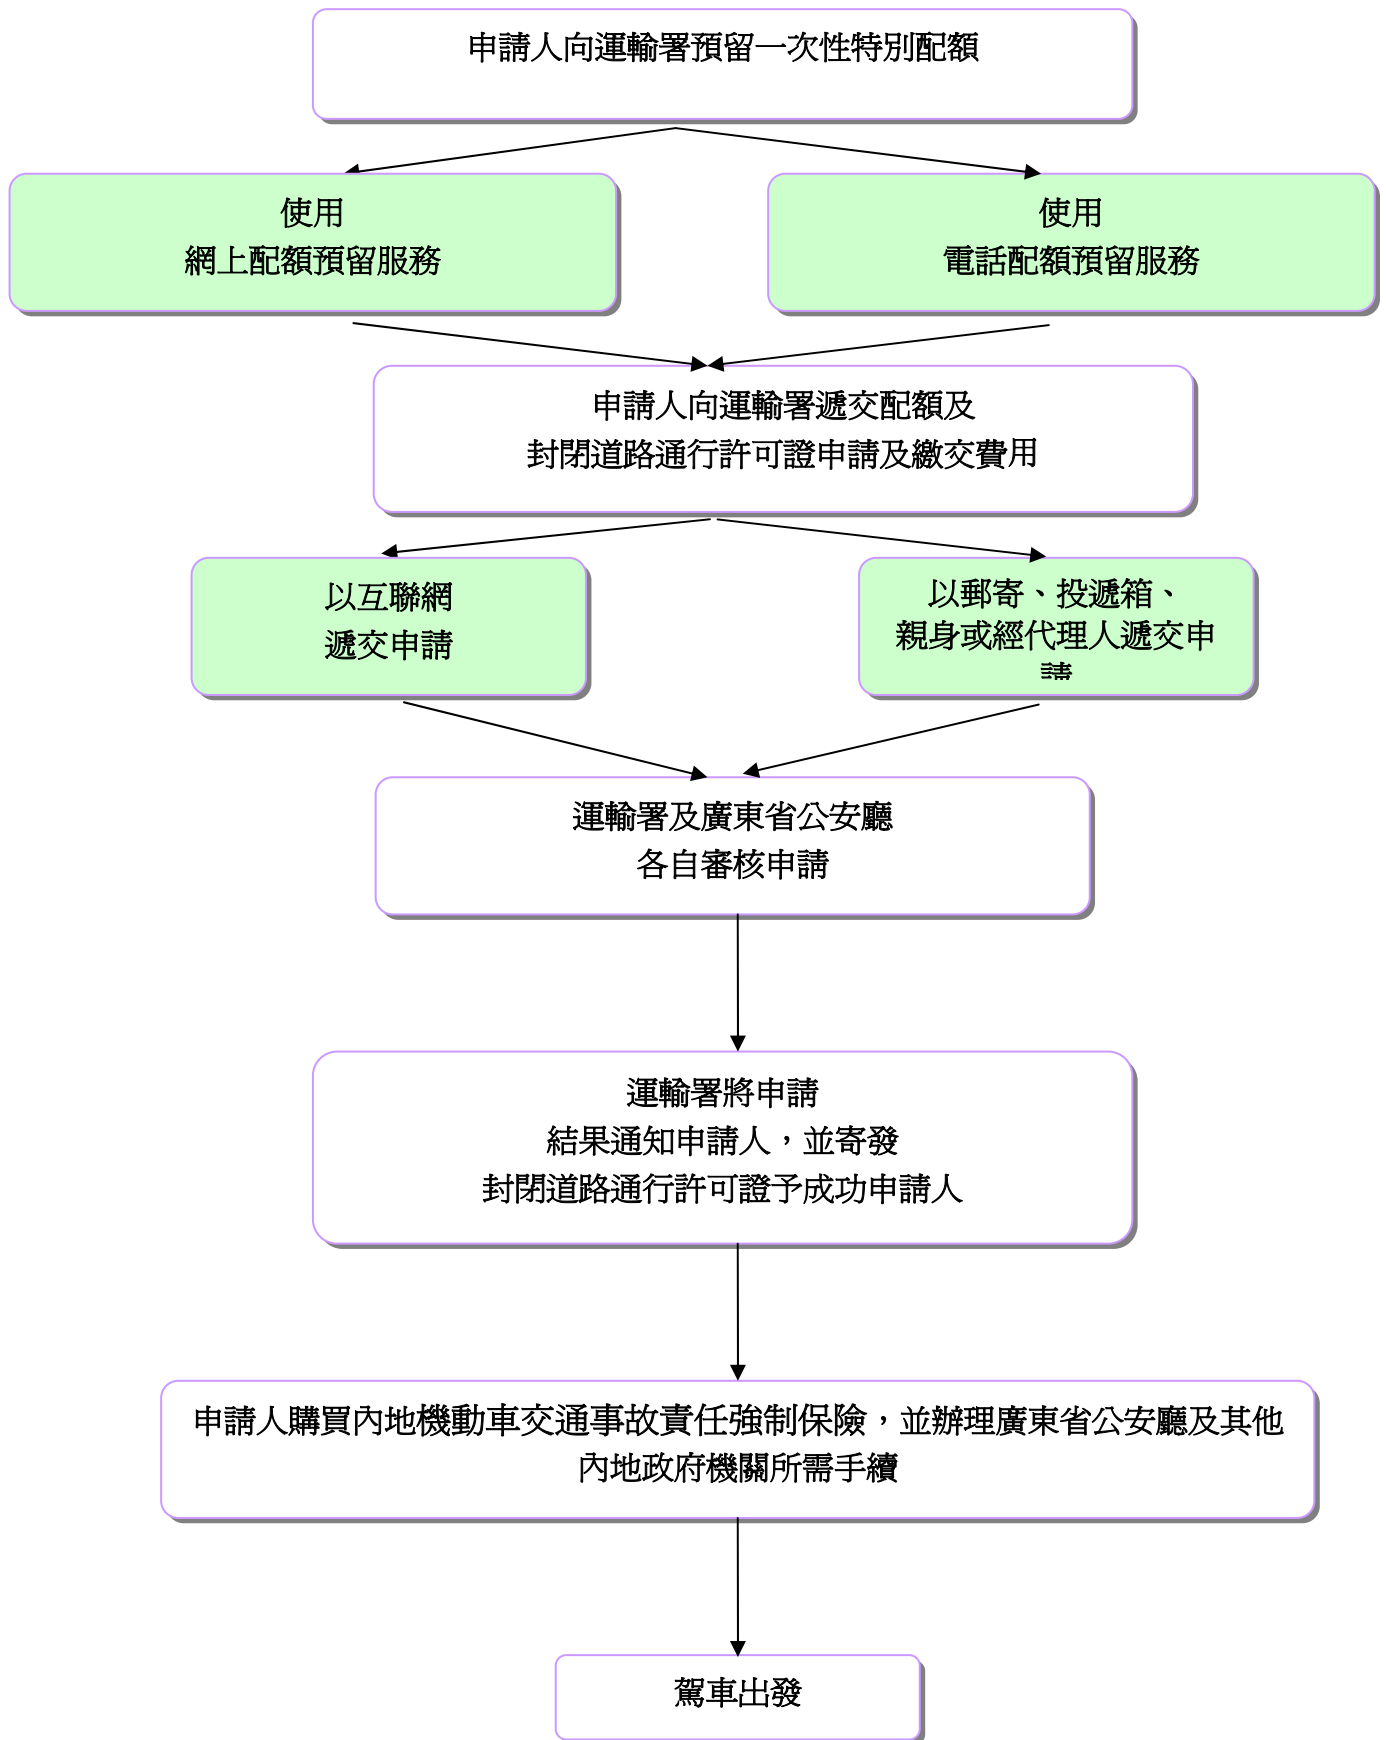 申請人向運輸署預留一次性特別配額
使用
網上配額預留服務
使用
電話配額預留服務
申請人向運輸署遞交配額及
封閉道路通行許可證申請及繳交費用
以互聯網
遞交申請
以郵寄、投遞箱、
親身或經代理人遞交申
請
運輸署及廣東省公安廳
各自審核申請
運輸署將申請
結果通知申請人，並寄發
封閉道路通行許可證予成功申請人
申請人購買內地機動車交通事故責任強制保險，並辦理廣東省公安廳及其他
內地政府機關所需手續
駕車出發